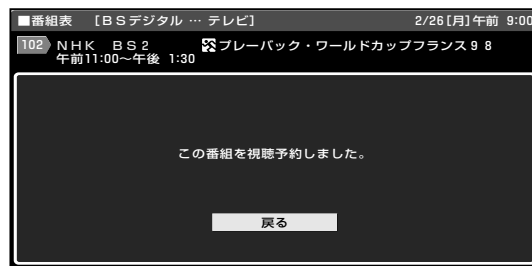 ■番組表 [BSデジタル … テレビ] 2/26[月]午前 9:00
102 NHK BS2 プレーバック・ワールドカップフランス98
午前11:00〜午後 1:30
この番組を視聴予約しました。
戻る